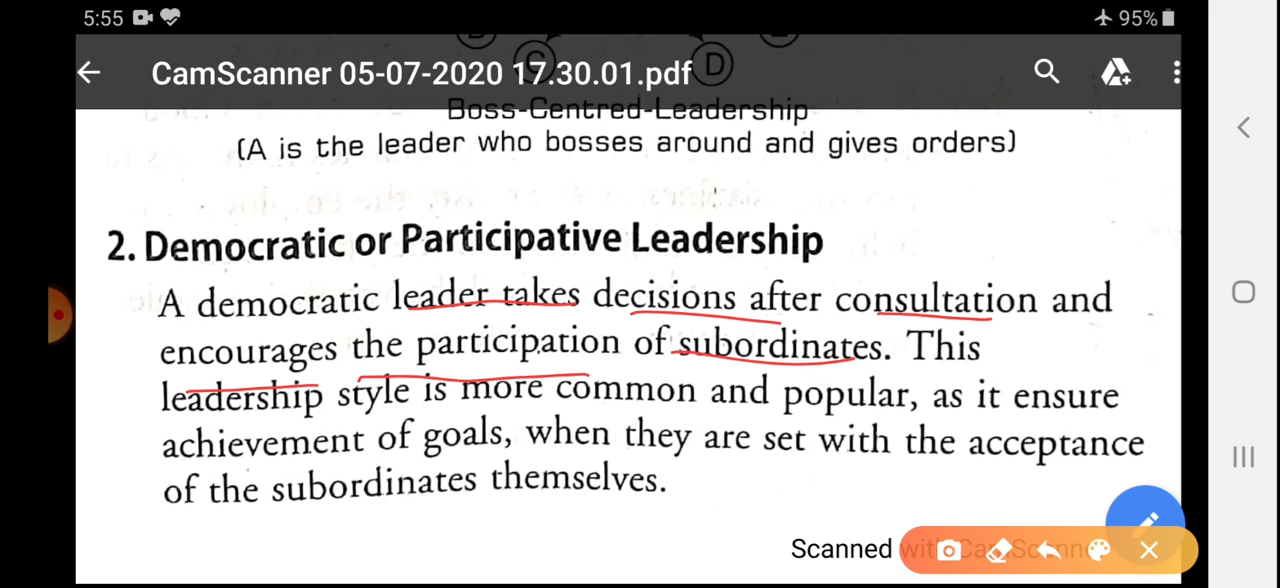 5:55 95%
CamScanner 05-07-2020 17.30.01.pdf
D
Boss-Centred-Leadership
(A is the leader who bosses around and gives orders)
2. Democratic or Participative Leadership
A democratic leader takes decisions after consultation and
encourages the participation of subordinates. This
leadership style is more common and popular, as it ensure
achievement of goals, when they are set with the acceptance
of the subordinates themselves.
Scanned with CamScanner